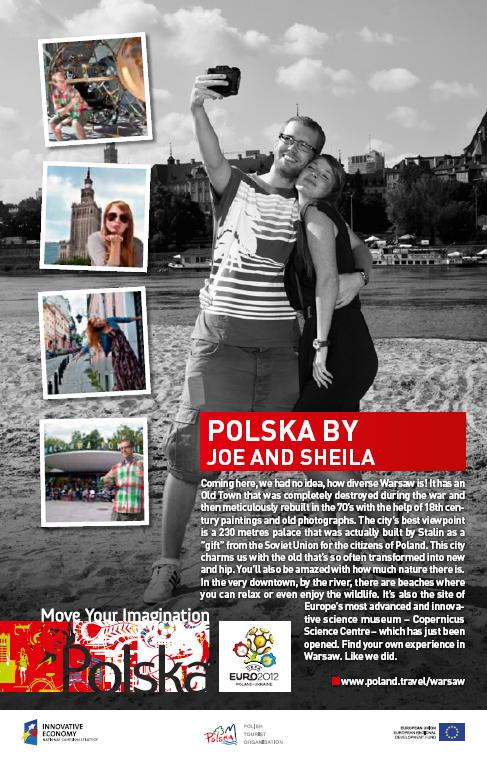 POLSKA BY
JOE AND SHEILA
Coming here, we had no idea, how diverse Warsaw is! It has an
Old Town that was completely destroyed during the war and
then meticulously rebuilt in the 70's with the help of 18th cen-
tury paintings and old photographs. The city's best viewpoint
is a 230 metres palace that was actually built by Stalin as a
"gift" from the Soviet Union for the citizens of Poland. This city
charms us with the old that's so often transformed into new
and hip. You'll also be amazed with how much nature there is.
In the very downtown, by the river, there are beaches where
you can relax or even enjoy the wildlife. It's also the site of
Europe's most advanced and innova-
tive science museum – Copernicus
Science Centre – which has just been
opened. Find your own experience in
Warsaw. Like we did.
www.poland.travel/warsaw
Move Your Imagination
Polska
UEFA
EURO2012
POLAND-UKRAINE
INNOVATIVE
ECONOMY
NATIONAL COHESION STRATEGY
Polska
POLISH
TOURIST
ORGANISATION
EUROPEAN UNION
EUROPEAN REGIONAL
DEVELOPMENT FUND